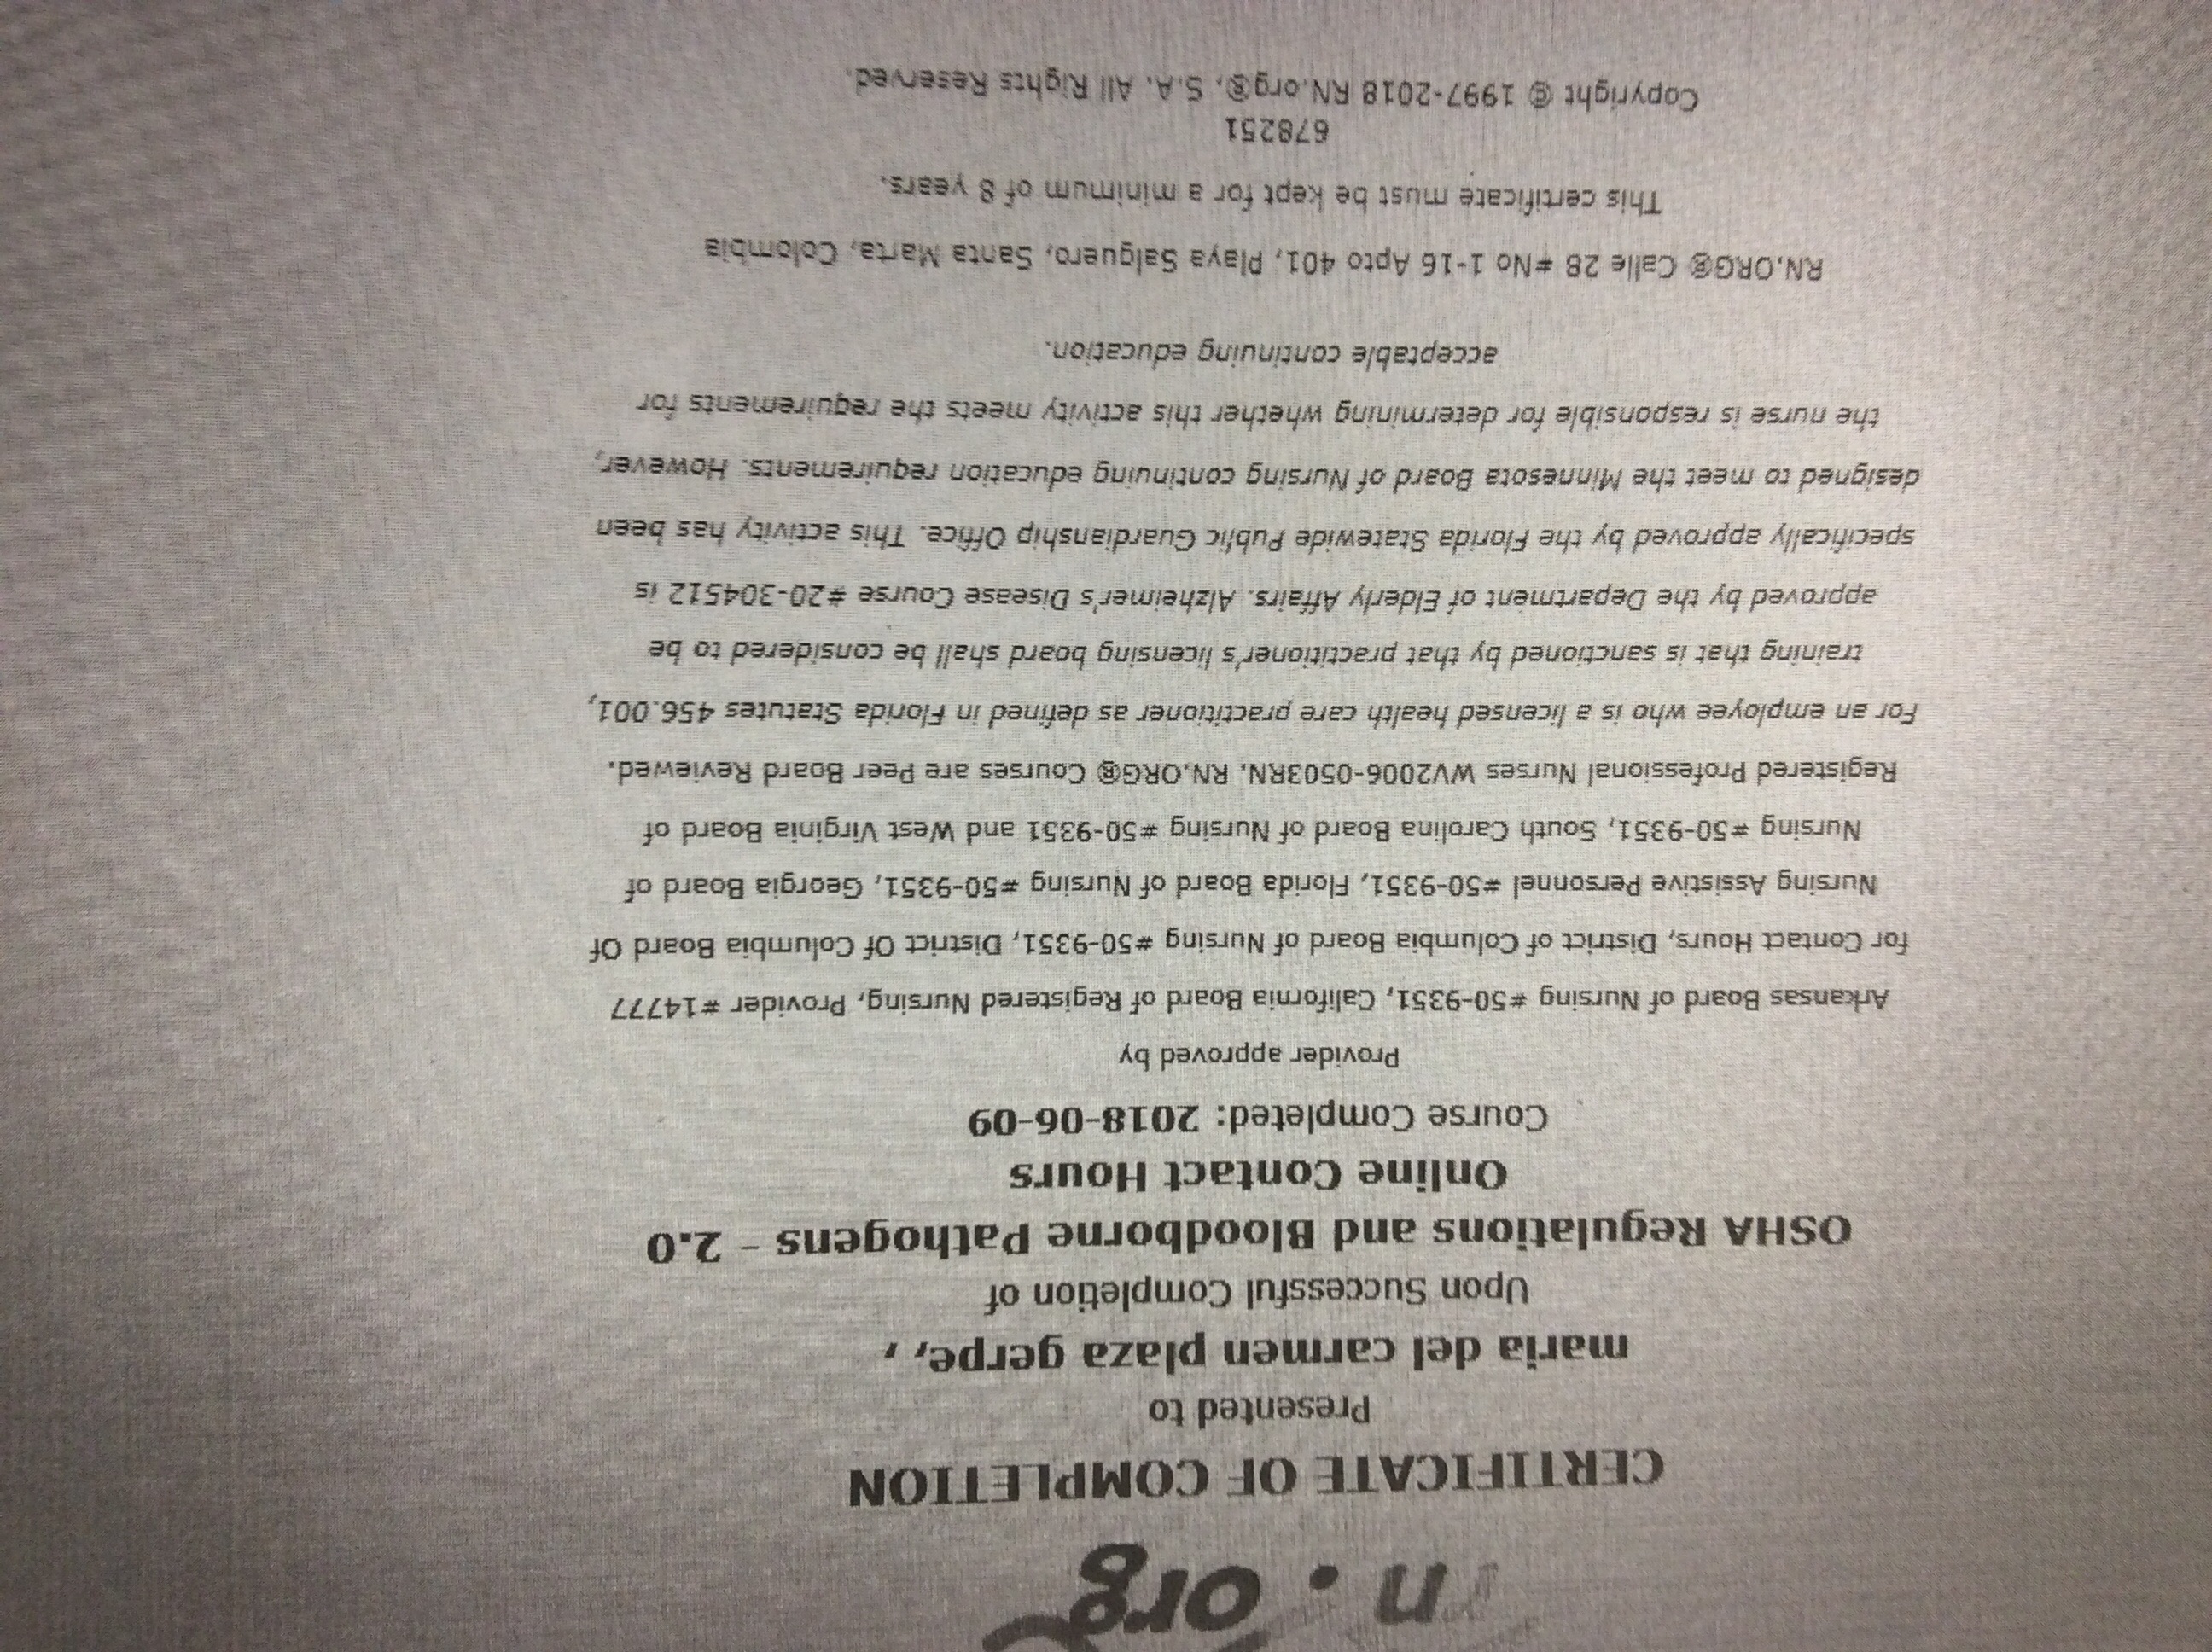 rn.org
CERTIFICATE OF COMPLETION
Presented to
maria del carmen plaza gerpe, ,
Upon Successful Completion of
OSHA Regulations and Bloodborne Pathogens - 2.0
Online Contact Hours
Course Completed: 2018-06-09
Provider approved by
Arkansas Board of Nursing #50-9351, California Board of Registered Nursing, Provider #14777
for Contact Hours, District of Columbia Board of Nursing #50-9351, District Of Columbia Board Of
Nursing Assistive Personnel #50-9351, Florida Board of Nursing #50-9351, Georgia Board of
Nursing #50-9351, South Carolina Board of Nursing #50-9351 and West Virginia Board of
Registered Professional Nurses WV2006-0503RN. RN.ORG® Courses are Peer Board Reviewed.
For an employee who is a licensed health care practitioner as defined in Florida Statutes 456.001,
training that is sanctioned by that practitioner's licensing board shall be considered to be
approved by the Department of Elderly Affairs. Alzheimer's Disease Course #20-304512 is
specifically approved by the Florida Statewide Public Guardianship Office. This activity has been
designed to meet the Minnesota Board of Nursing continuing education requirements. However,
the nurse is responsible for determining whether this activity meets the requirements for
acceptable continuing education.
RN.ORG® Calle 28 #No 1-16 Apto 401, Playa Salguero, Santa Marta, Colombia
This certificate must be kept for a minimum of 8 years.
678251
Copyright © 1997-2018 RN.org®, S.A. All Rights Reserved.